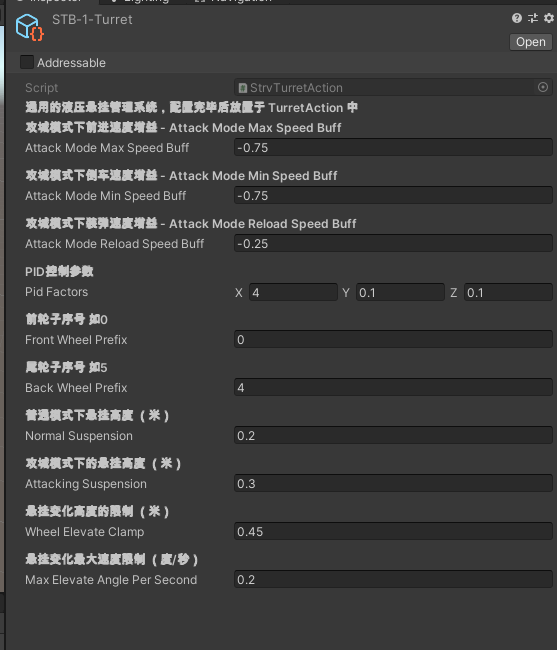 Inspector
Lighting
Navigation
STB-1-Turret
Open
Addressable
Script
StrvTurretAction
通用的液压悬挂管理系统，配置完毕后放置于 TurretAction 中
攻城模式下前进速度增益 - Attack Mode Max Speed Buff
Attack Mode Max Speed Buff
-0.75
攻城模式下倒车速度增益 - Attack Mode Min Speed Buff
Attack Mode Min Speed Buff
-0.75
攻城模式下装弹速度增益 - Attack Mode Reload Speed Buff
Attack Mode Reload Speed Buff
-0.25
PID控制参数
Pid Factors
X 4 Y 0.1 Z 0.1
前轮子序号 如0
Front Wheel Prefix
0
尾轮子序号 如5
Back Wheel Prefix
4
普通模式下悬挂高度（米）
Normal Suspension
0.2
攻城模式下的悬挂高度（米）
Attacking Suspension
0.3
悬挂变化高度的限制（米）
Wheel Elevate Clamp
0.45
悬挂变化最大速度限制（度/秒）
Max Elevate Angle Per Second
0.2